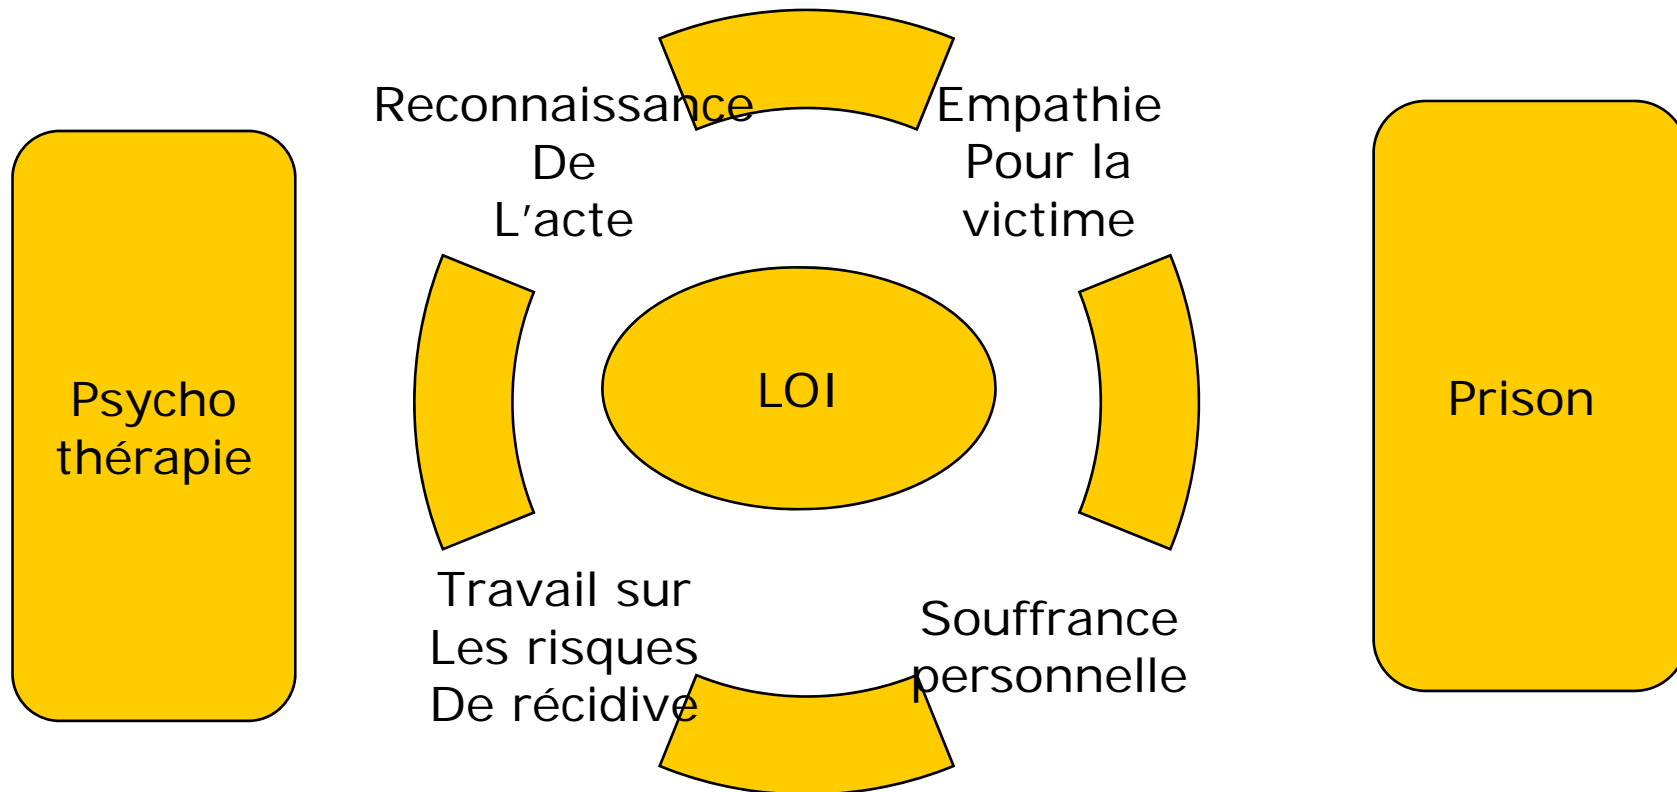 Reconnaissance
De
L’acte
Empathie
Pour la
victime
Psycho
thérapie
LOI
Prison
Travail sur
Les risques
De récidive
Souffrance
personnelle